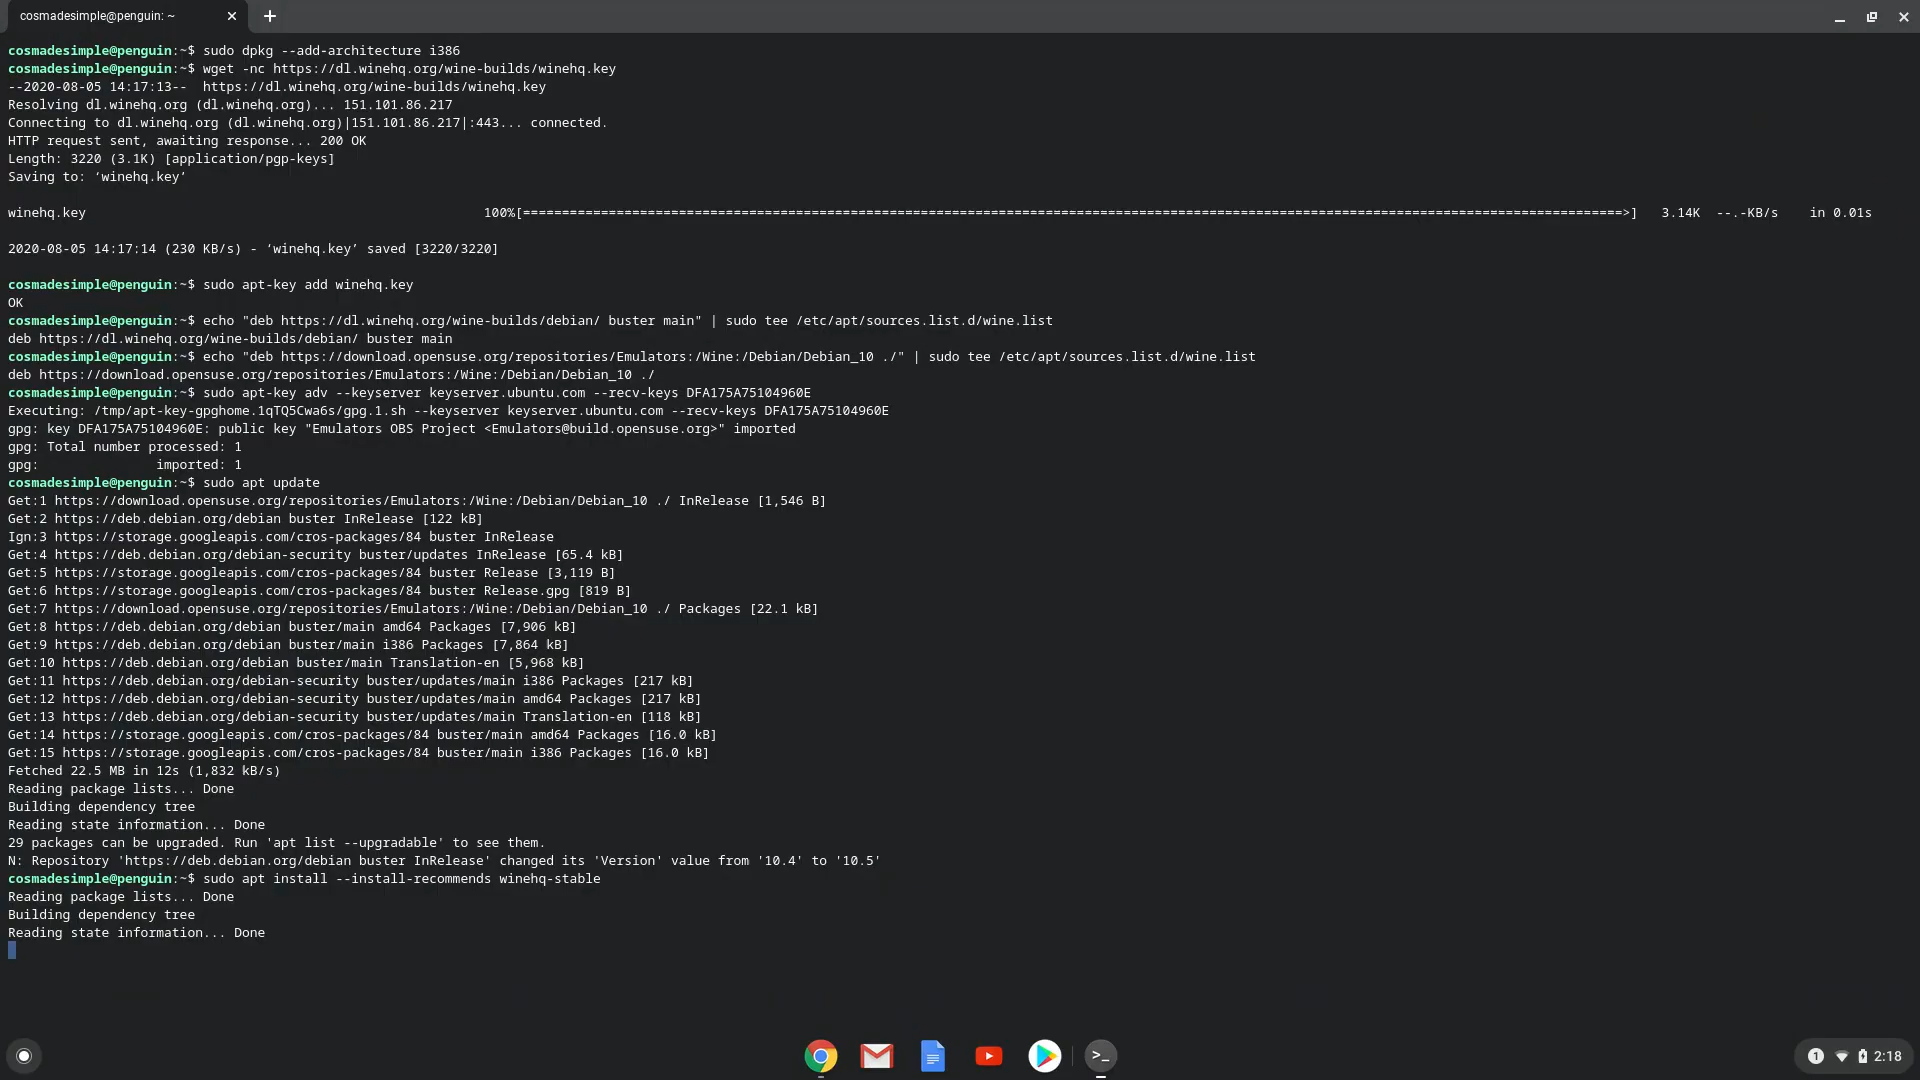 cosmadesimple@penguin: ~
cosmadesimple@penguin:~$ sudo dpkg --add-architecture i386
cosmadesimple@penguin:~$ wget -nc https://dl.winehq.org/wine-builds/winehq.key
--2020-08-05 14:17:13--  https://dl.winehq.org/wine-builds/winehq.key
Resolving dl.winehq.org (dl.winehq.org)... 151.101.86.217
Connecting to dl.winehq.org (dl.winehq.org)|151.101.86.217|:443... connected.
HTTP request sent, awaiting response... 200 OK
Length: 3220 (3.1K) [application/pgp-keys]
Saving to: ‘winehq.key’
winehq.key 100%[=============================================================================================================================================>] 3.14K --.-KB/s in 0.01s
2020-08-05 14:17:14 (230 KB/s) - ‘winehq.key’ saved [3220/3220]
cosmadesimple@penguin:~$ sudo apt-key add winehq.key
OK
cosmadesimple@penguin:~$ echo "deb https://dl.winehq.org/wine-builds/debian/ buster main" | sudo tee /etc/apt/sources.list.d/wine.list
deb https://dl.winehq.org/wine-builds/debian/ buster main
cosmadesimple@penguin:~$ echo "deb https://download.opensuse.org/repositories/Emulators:/Wine:/Debian/Debian_10 ./" | sudo tee /etc/apt/sources.list.d/wine.list
deb https://download.opensuse.org/repositories/Emulators:/Wine:/Debian/Debian_10 ./
cosmadesimple@penguin:~$ sudo apt-key adv --keyserver keyserver.ubuntu.com --recv-keys DFA175A75104960E
Executing: /tmp/apt-key-gpghome.1qTQ5Cwa6s/gpg.1.sh --keyserver keyserver.ubuntu.com --recv-keys DFA175A75104960E
gpg: key DFA175A75104960E: public key "Emulators OBS Project <Emulators@build.opensuse.org>" imported
gpg: Total number processed: 1
gpg:               imported: 1
cosmadesimple@penguin:~$ sudo apt update
Get:1 https://download.opensuse.org/repositories/Emulators:/Wine:/Debian/Debian_10 ./ InRelease [1,546 B]
Get:2 https://deb.debian.org/debian buster InRelease [122 kB]
Ign:3 https://storage.googleapis.com/cros-packages/84 buster InRelease
Get:4 https://deb.debian.org/debian-security buster/updates InRelease [65.4 kB]
Get:5 https://storage.googleapis.com/cros-packages/84 buster Release [3,119 B]
Get:6 https://storage.googleapis.com/cros-packages/84 buster Release.gpg [819 B]
Get:7 https://download.opensuse.org/repositories/Emulators:/Wine:/Debian/Debian_10 ./ Packages [22.1 kB]
Get:8 https://deb.debian.org/debian buster/main amd64 Packages [7,906 kB]
Get:9 https://deb.debian.org/debian buster/main i386 Packages [7,864 kB]
Get:10 https://deb.debian.org/debian buster/main Translation-en [5,968 kB]
Get:11 https://deb.debian.org/debian-security buster/updates/main i386 Packages [217 kB]
Get:12 https://deb.debian.org/debian-security buster/updates/main amd64 Packages [217 kB]
Get:13 https://deb.debian.org/debian-security buster/updates/main Translation-en [118 kB]
Get:14 https://storage.googleapis.com/cros-packages/84 buster/main amd64 Packages [16.0 kB]
Get:15 https://storage.googleapis.com/cros-packages/84 buster/main i386 Packages [16.0 kB]
Fetched 22.5 MB in 12s (1,832 kB/s)
Reading package lists... Done
Building dependency tree
Reading state information... Done
29 packages can be upgraded. Run 'apt list --upgradable' to see them.
N: Repository 'https://deb.debian.org/debian buster InRelease' changed its 'Version' value from '10.4' to '10.5'
cosmadesimple@penguin:~$ sudo apt install --install-recommends winehq-stable
Reading package lists... Done
Building dependency tree
Reading state information... Done
>_
1 2:18